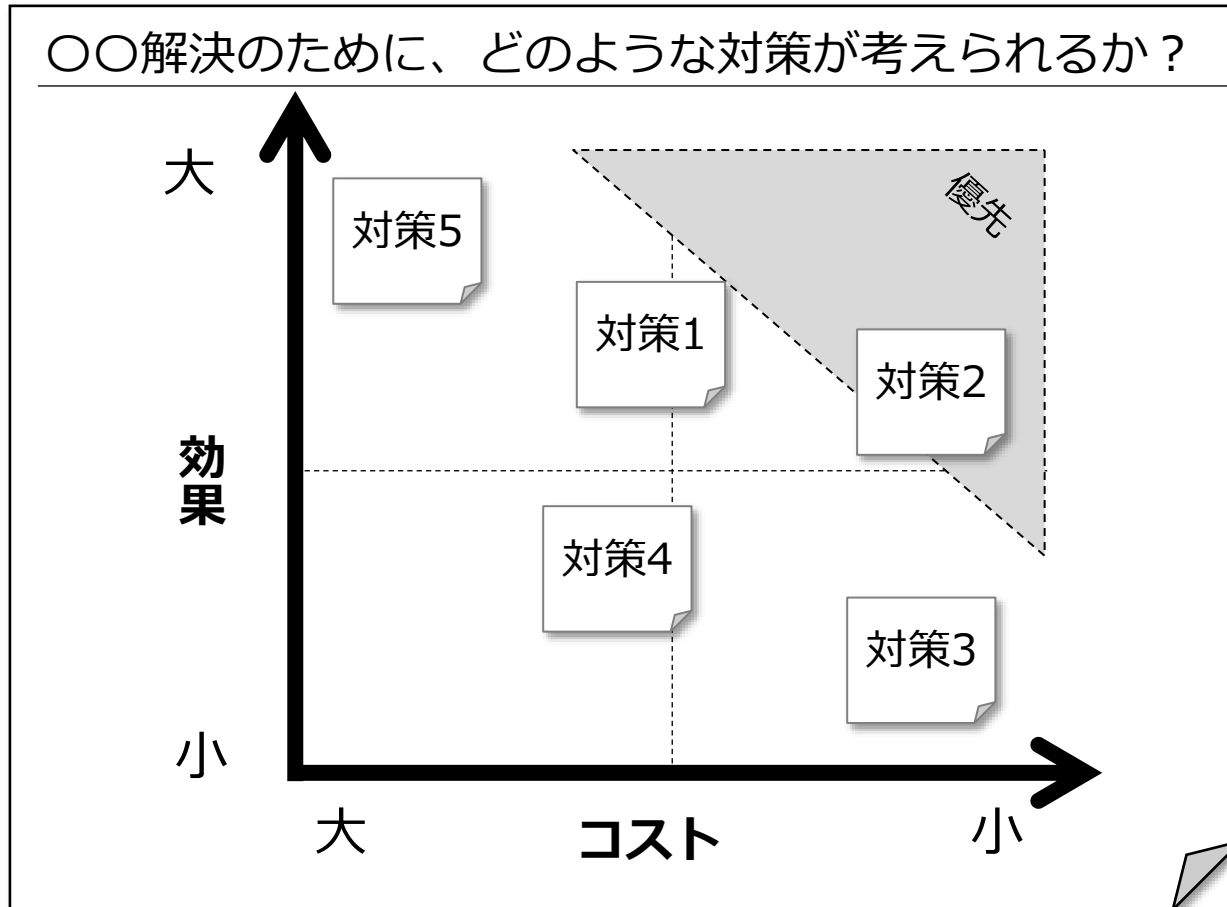 〇〇解決のために、どのような対策が考えられるか？
大
優先
対策5
対策1
対策2
効果
対策4
対策3
小
大
コスト
小